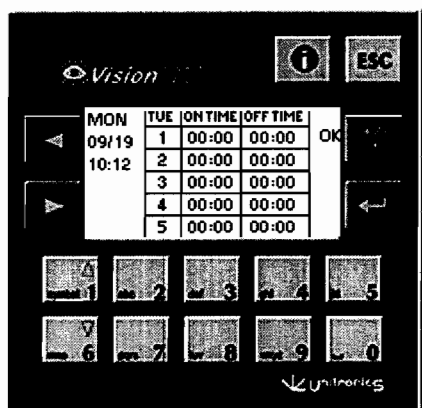 Vision
ESC
MON
09/19
10:12
TUE ON TIME OFF TIME
1 00:00 00:00
2 00:00 00:00
3 00:00 00:00
4 00:00 00:00
5 00:00 00:00
OK
1 2 3 4 5
6 7 8 9 0
Unitronics